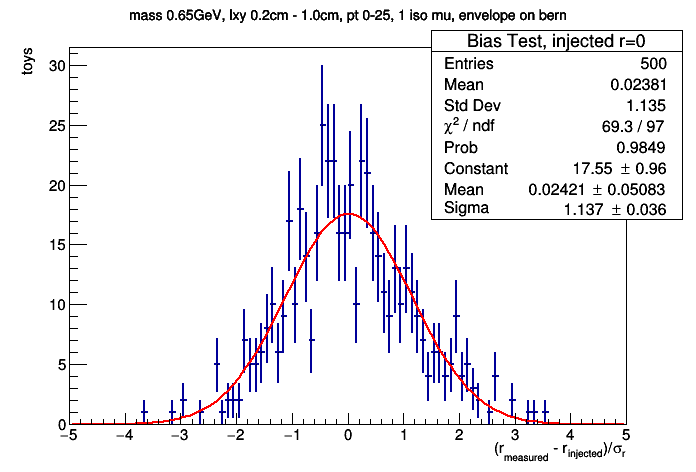 mass 0.65GeV, lxy 0.2cm - 1.0cm, pt 0-25, 1 iso mu, envelope on bern
Bias Test, injected r=0
Entries 500
Mean 0.02381
Std Dev 1.135
χ² / ndf 69.3 / 97
Prob 0.9849
Constant 17.55 ± 0.96
Mean 0.02421 ± 0.05083
Sigma 1.137 ± 0.036
toys
30
25
20
15
10
5
0
−5 −4 −3 −2 −1 0 1 2 3 4 5
(r_measured - r_injected)/σ_r